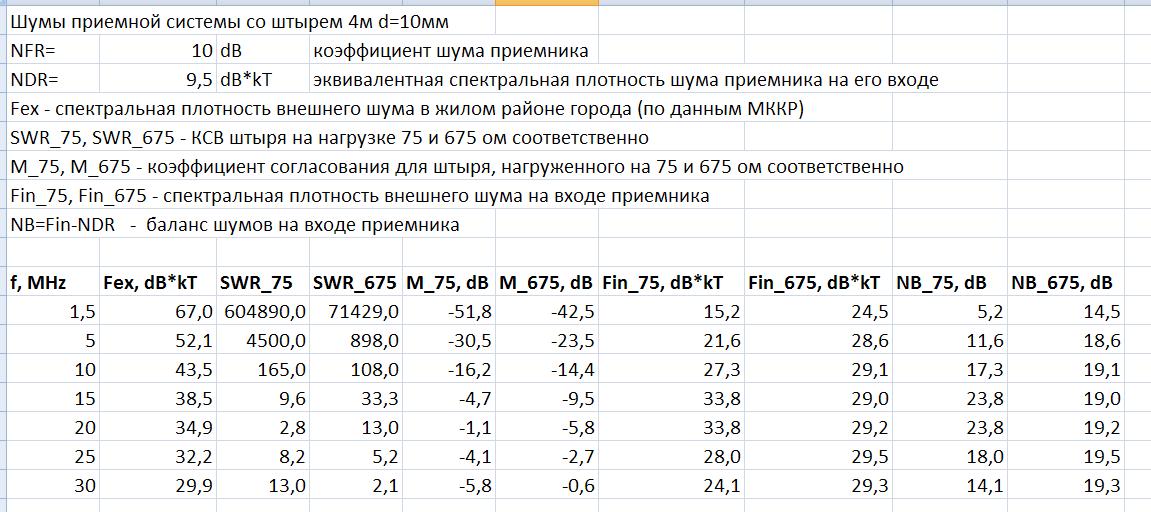 Шумы приемной системы со штырем 4м d=10мм
NFR= 10 dB коэффициент шума приемника
NDR= 9,5 dB*kT эквивалентная спектральная плотность шума приемника на его входе
Fex - спектральная плотность внешнего шума в жилом районе города (по данным МККР)
SWR_75, SWR_675 - КСВ штыря на нагрузке 75 и 675 ом соответственно
M_75, M_675 - коэффициент согласования для штыря, нагруженного на 75 и 675 ом соответственно
Fin_75, Fin_675 - спектральная плотность внешнего шума на входе приемника
NB=Fin-NDR - баланс шумов на входе приемника
f, MHz Fex, dB*kT SWR_75 SWR_675 M_75, dB M_675, dB Fin_75, dB*kT Fin_675, dB*kT NB_75, dB NB_675, dB
1,5 67,0 604890,0 71429,0 -51,8 -42,5 15,2 24,5 5,2 14,5
5 52,1 4500,0 898,0 -30,5 -23,5 21,6 28,6 11,6 18,6
10 43,5 165,0 108,0 -16,2 -14,4 27,3 29,1 17,3 19,1
15 38,5 9,6 33,3 -4,7 -9,5 33,8 29,0 23,8 19,0
20 34,9 2,8 13,0 -1,1 -5,8 33,8 29,2 23,8 19,2
25 32,2 8,2 5,2 -4,1 -2,7 28,0 29,5 18,0 19,5
30 29,9 13,0 2,1 -5,8 -0,6 24,1 29,3 14,1 19,3